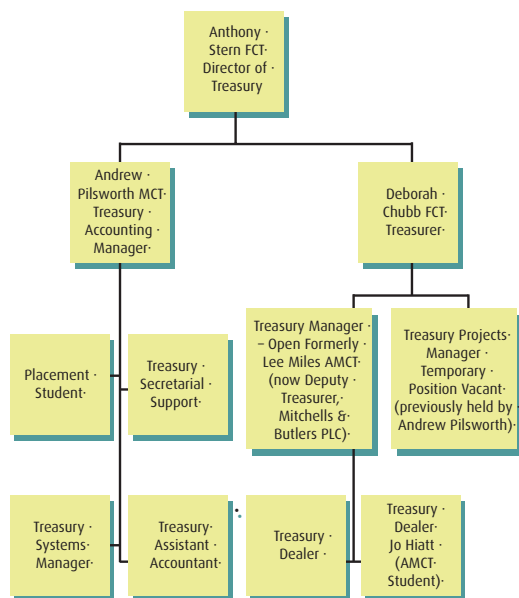 Anthony ·
Stern FCT·
Director of ·
Treasury
Andrew ·
Pilsworth MCT·
Treasury ·
Accounting ·
Manager·
Deborah ·
Chubb FCT·
Treasurer·
Placement ·
Student·
Treasury ·
Secretarial ·
Support·
Treasury Manager ·
– Open Formerly ·
Lee Miles AMCT·
(now Deputy ·
Treasurer,·
Mitchells & ·
Butlers PLC)·
Treasury Projects·
Manager ·
Temporary ·
Position Vacant·
(previously held by ·
Andrew Pilsworth)·
Treasury ·
Systems·
Manager·
Treasury·
Assistant ·
Accountant·
Treasury ·
Dealer ·
Treasury ·
Dealer·
Jo Hiatt ·
(AMCT·
Student)·